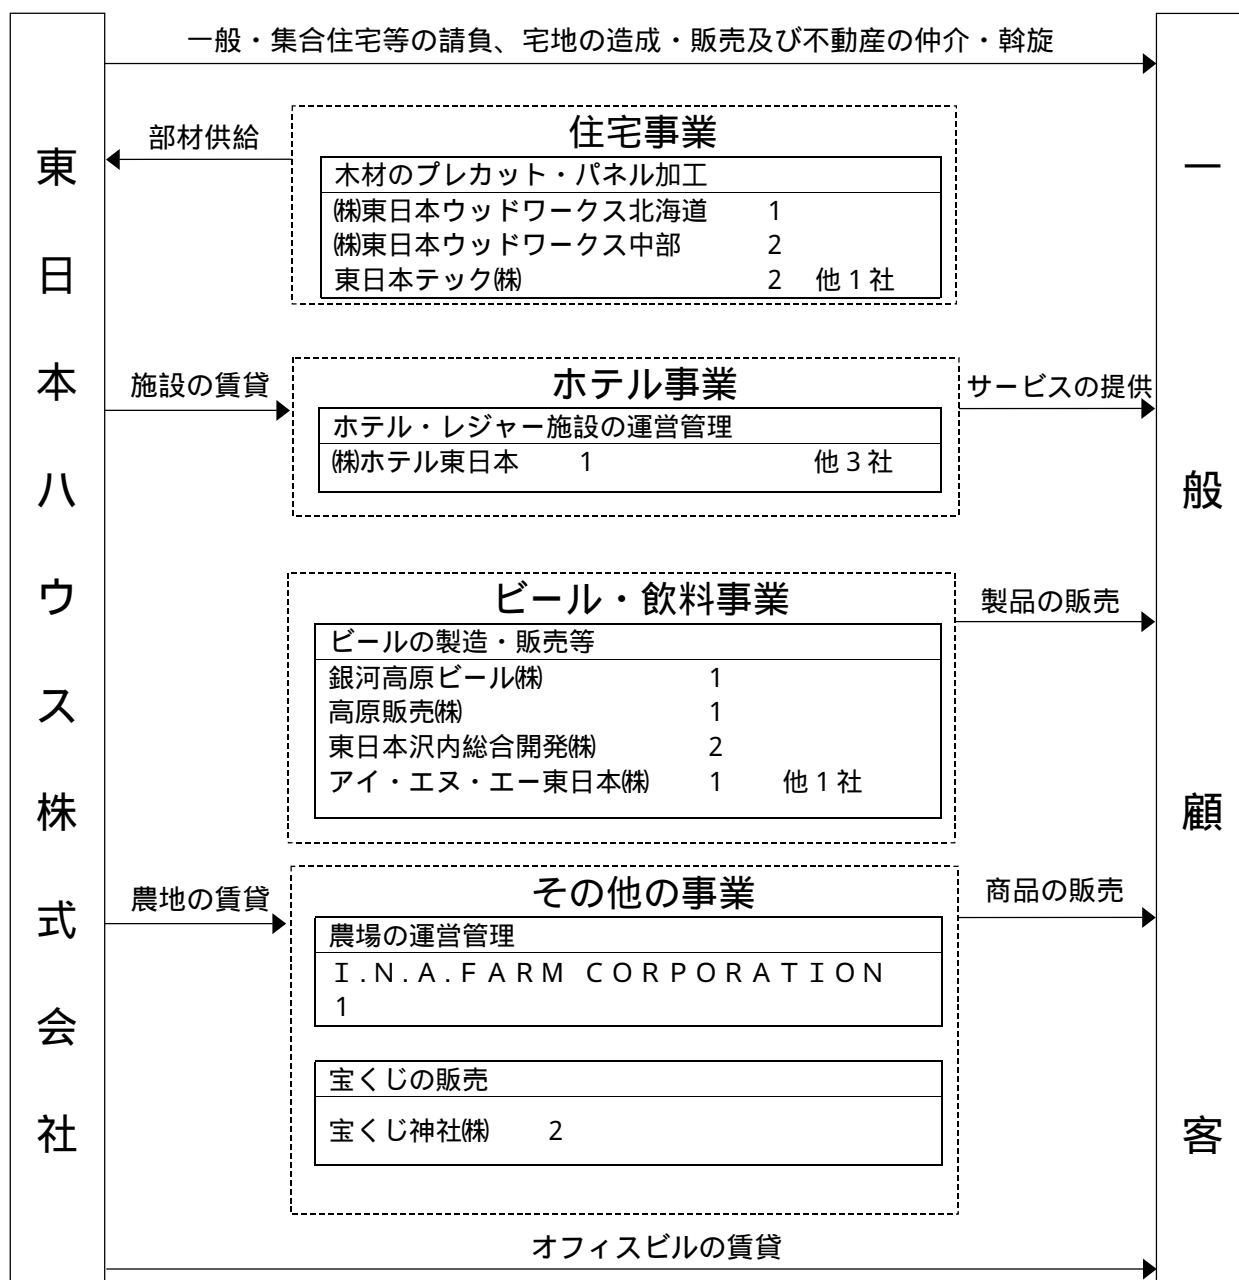 一般・集合住宅等の請負、宅地の造成・販売及び不動産の仲介・斡旋
東日本ハウス株式会社
部材供給
住宅事業
木材のプレカット・パネル加工
㈱東日本ウッドワークス北海道 1
㈱東日本ウッドワークス中部 2
東日本テック㈱ 2 他1社
施設の賃貸
ホテル事業
サービスの提供
ホテル・レジャー施設の運営管理
㈱ホテル東日本 1 他3社
ビール・飲料事業
製品の販売
ビールの製造・販売等
銀河高原ビール㈱ 1
高原販売㈱ 1
東日本沢内総合開発㈱ 2
アイ・エヌ・エー東日本㈱ 1 他1社
農地の賃貸
その他の事業
商品の販売
農場の運営管理
Ｉ.Ｎ.Ａ.ＦＡＲＭ ＣＯＲＰＯＲＡＴＩＯＮ
1
宝くじの販売
宝くじ神社㈱ 2
オフィスビルの賃貸
一般顧客